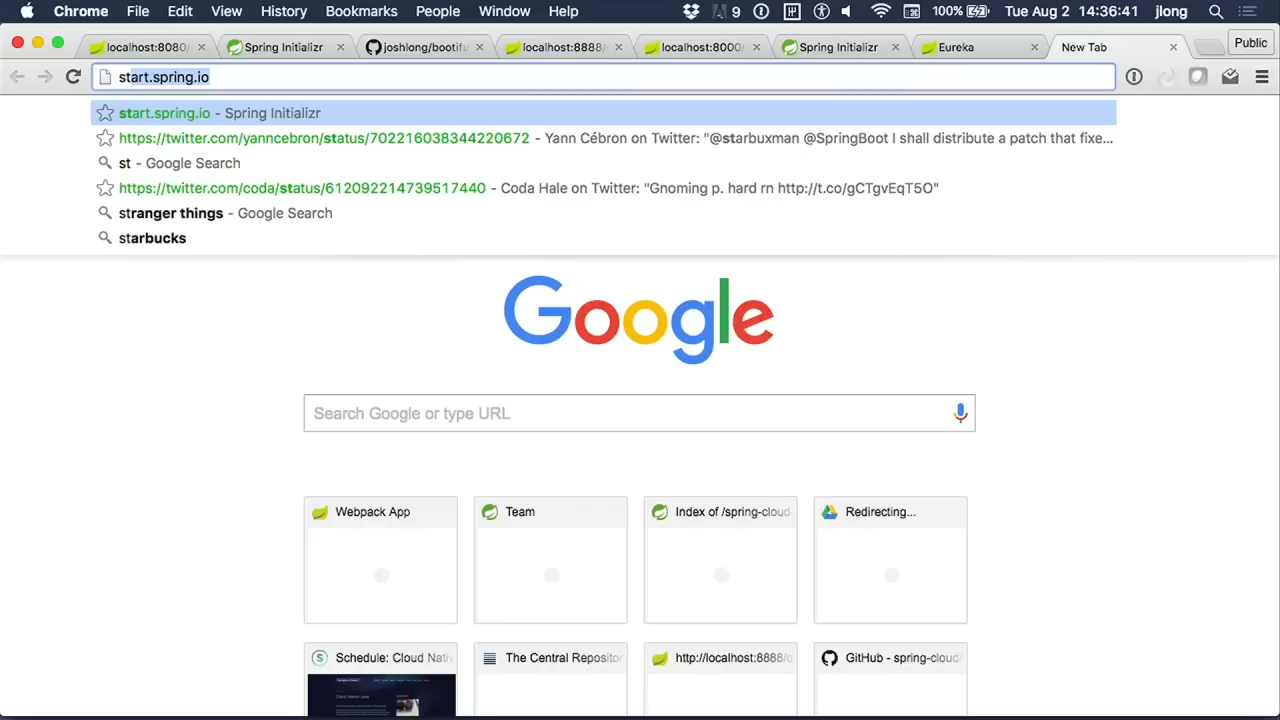 Chrome File Edit View History Bookmarks People Window Help 9 100% Tue Aug 2 14:36:41 jlong
localhost:8080/ Spring Initializr joshlong/bootifu localhost:8888/ localhost:8000/ Spring Initializr Eureka New Tab Public
start.spring.io
start.spring.io - Spring Initializr
https://twitter.com/yanncebron/status/702216038344220672 - Yann Cébron on Twitter: "@starbuxman @SpringBoot I shall distribute a patch that fixe...
st - Google Search
https://twitter.com/coda/status/612092214739517440 - Coda Hale on Twitter: "Gnoming p. hard rn http://t.co/gCTgvEqT5O"
stranger things - Google Search
starbucks
Google
Search Google or type URL
Webpack App Team Index of /spring-cloud- Redirecting...
Schedule: Cloud Nati The Central Repositor http://localhost:8888/ GitHub - spring-cloud